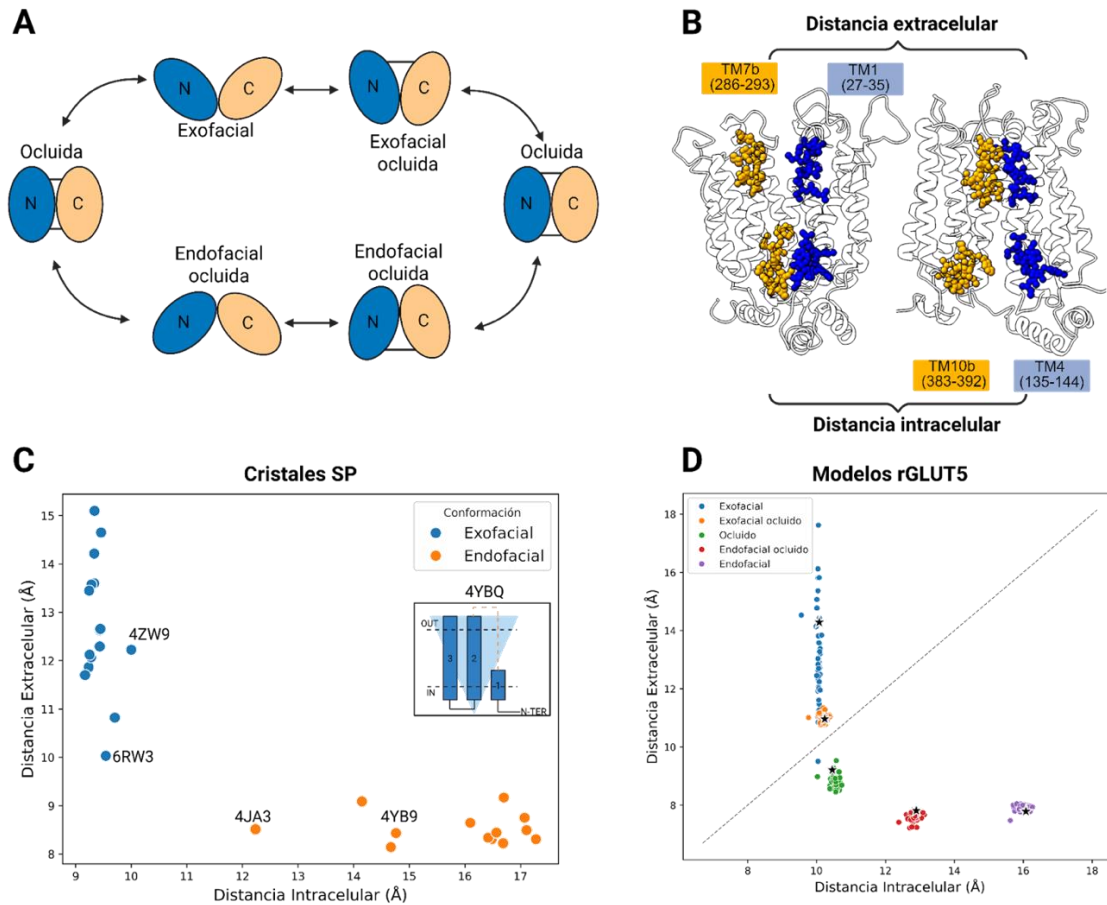 A
N
C
Exofacial
N
C
Exofacial
ocluida
Ocluida
N
C
Ocluida
N
C
Endofacial
ocluida
N
C
Endofacial
ocluida
N
C
B
Distancia extracelular
TM7b
(286-293)
TM1
(27-35)
TM10b
(383-392)
TM4
(135-144)
Distancia intracelular
C
Cristales SP
Distancia Extracelular (Å)
15
14
13
12
11
10
9
8
4ZW9
6RW3
4JA3
4YB9
Conformación
Exofacial
Endofacial
4YBQ
OUT
IN
3
2
1
N-TER
9
10
11
12
13
14
15
16
17
Distancia Intracelular (Å)
D
Modelos rGLUT5
Exofacial
Exofacial ocluido
Ocluido
Endofacial ocluido
Endofacial
Distancia Extracelular (Å)
18
16
14
12
10
8
8
10
12
14
16
18
Distancia Intracelular (Å)